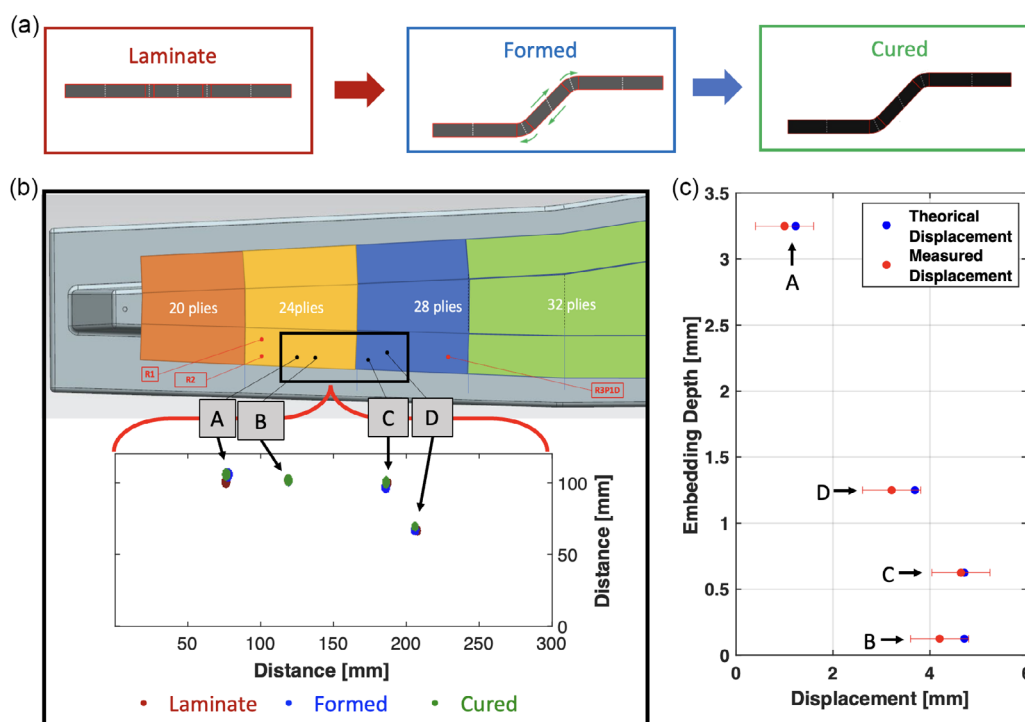 (a)
Laminate
Formed
Cured
(b)
20 plies
24plies
28 plies
32 plies
R1
R2
R3P1D
A
B
C
D
100
50
0
Distance
[mm]
50
100
150
200
250
300
Distance [mm]
Laminate
Formed
Cured
(c)
3.5
3
2.5
2
1.5
1
0.5
0
Embedding Depth [mm]
Theorical
Displacement
Measured
Displacement
A
D
C
B
0
2
4
6
Displacement [mm]